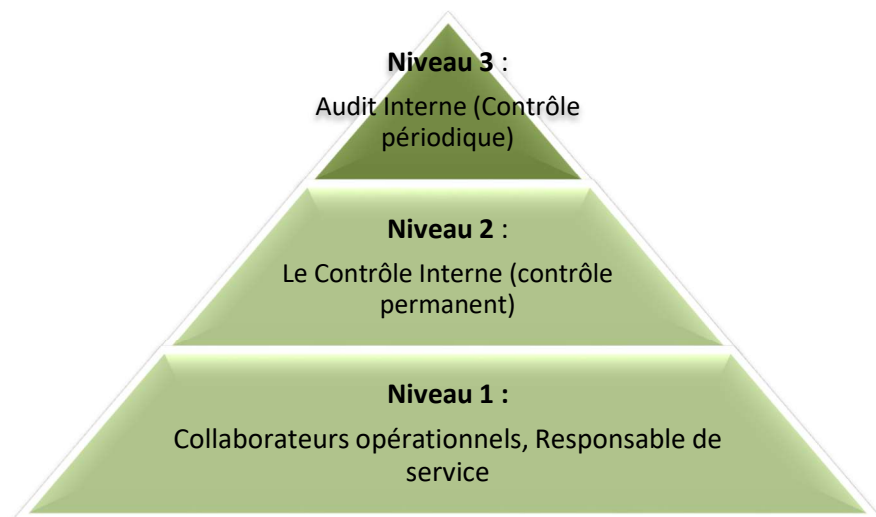 Niveau 3 :
Audit Interne (Contrôle
périodique)
Niveau 2 :
Le Contrôle Interne (contrôle
permanent)
Niveau 1 :
Collaborateurs opérationnels, Responsable de
service